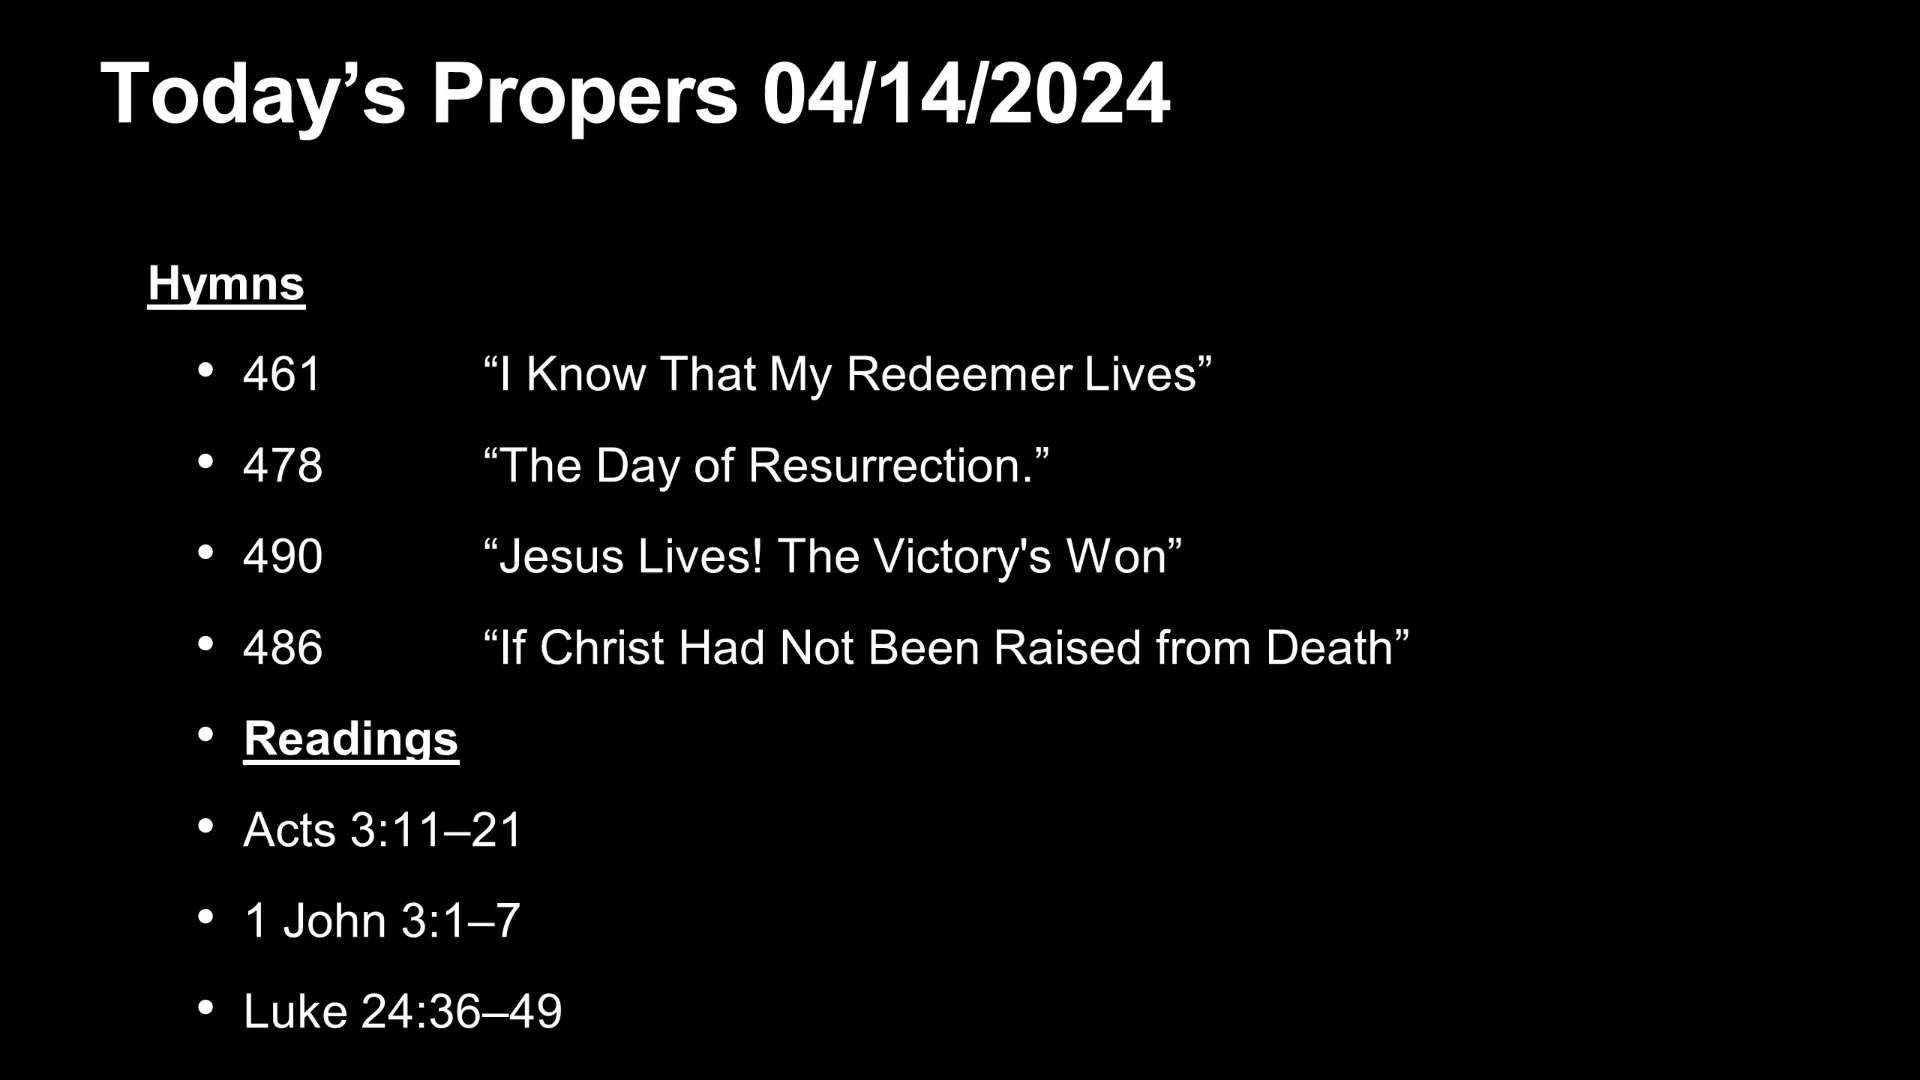 Today’s Propers 04/14/2024
Hymns
• 461 “I Know That My Redeemer Lives”
• 478 “The Day of Resurrection.”
• 490 “Jesus Lives! The Victory's Won”
• 486 “If Christ Had Not Been Raised from Death”
• Readings
• Acts 3:11–21
• 1 John 3:1–7
• Luke 24:36–49